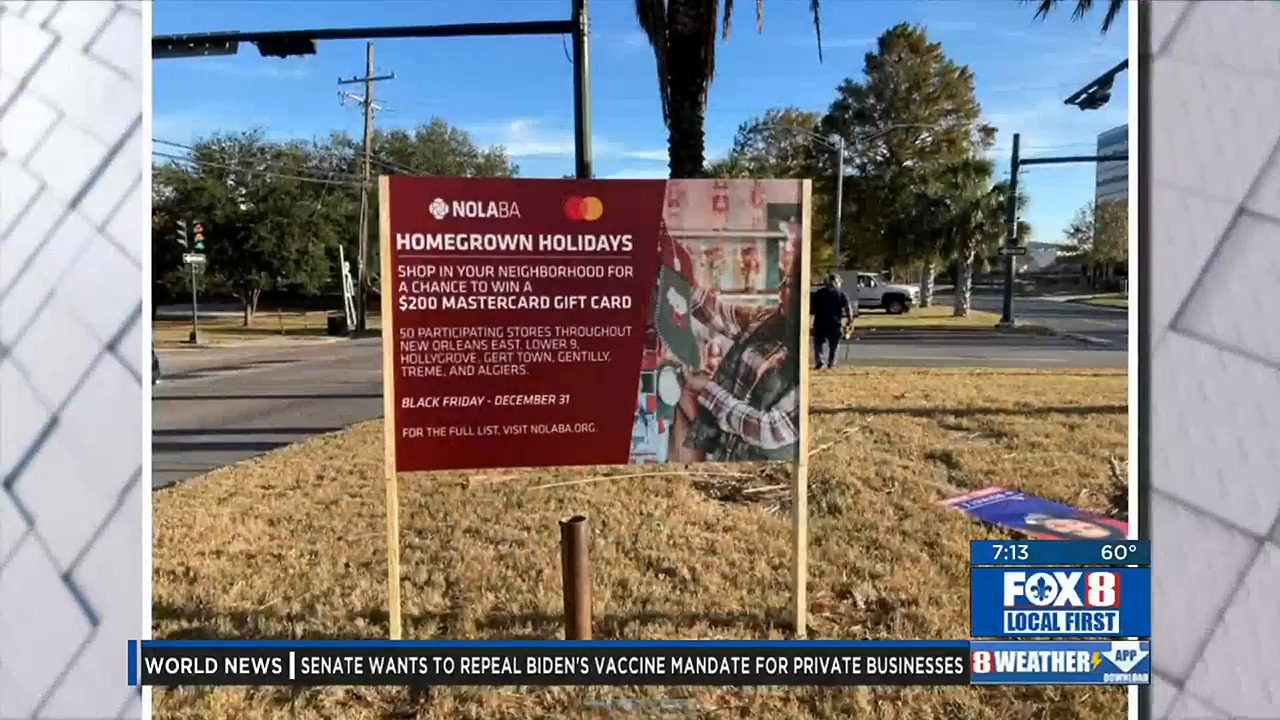 NOLABA
HOMEGROWN HOLIDAYS
SHOP IN YOUR NEIGHBORHOOD FOR
A CHANCE TO WIN A
$200 MASTERCARD GIFT CARD
50 PARTICIPATING STORES THROUGHOUT
NEW ORLEANS EAST, LOWER 9,
HOLLYGROVE, GERT TOWN, GENTILLY,
TREME, AND ALGIERS.
BLACK FRIDAY - DECEMBER 31
FOR THE FULL LIST, VISIT NOLABA.ORG.
7:13 60°
FOX 8
LOCAL FIRST
WORLD NEWS | SENATE WANTS TO REPEAL BIDEN'S VACCINE MANDATE FOR PRIVATE BUSINESSES
8 WEATHER APP
DOWNLOAD